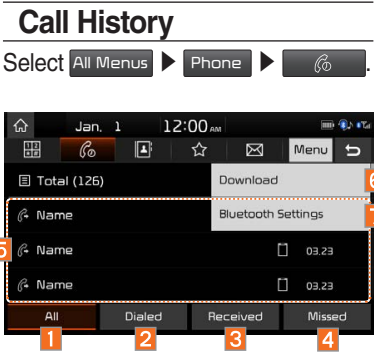 Call History
Select All Menus ▶ Phone ▶ .
Jan. 1 12:00 AM
Menu
Total (126) Download 6
Name Bluetooth Settings 7
5 Name 03.23
Name 03.23
All Dialed Received Missed
1 2 3 4